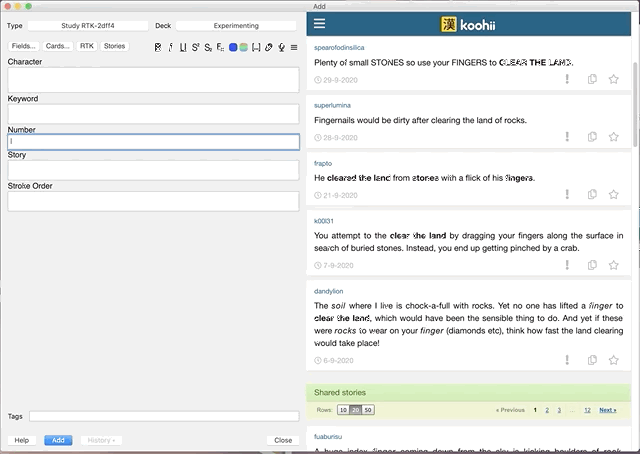 Add
Type
Study RTK-2dff4
Deck
Experimenting
Fields...
Cards...
RTK
Stories
Character
Keyword
Number
Story
Stroke Order
Tags
Help
Add
History
Close
漢 koohii
spearofodinsilica
Plenty of small STONES so use your FINGERS to CLEAR THE LAND.
29-9-2020
superlumina
Fingernails would be dirty after clearing the land of rocks.
28-9-2020
frapto
He cleared the land from stones with a flick of his fingers.
21-9-2020
k00l31
You attempt to the clear the land by dragging your fingers along the surface in
search of buried stones. Instead, you end up getting pinched by a crab.
7-9-2020
dandylion
The soil where I live is chock-a-full with rocks. Yet no one has lifted a finger to
clear the land, which would have been the sensible thing to do. And yet if these
were rocks to wear on your finger (diamonds etc), think how fast the land clearing
would take place!
6-9-2020
Shared stories
Rows: 10 20 50
« Previous 1 2 3 ... 12 Next »
fuaburisu
A huge index finger coming down from the sky is kicking boulders of rock